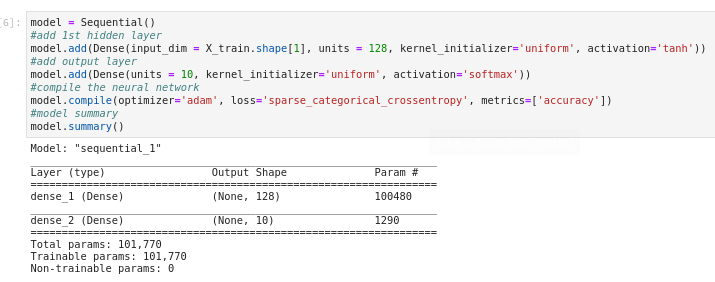 [6]: model = Sequential()
#add 1st hidden layer
model.add(Dense(input_dim = X_train.shape[1], units = 128, kernel_initializer='uniform', activation='tanh'))
#add output layer
model.add(Dense(units = 10, kernel_initializer='uniform', activation='softmax'))
#compile the neural network
model.compile(optimizer='adam', loss='sparse_categorical_crossentropy', metrics=['accuracy'])
#model summary
model.summary()
Model: "sequential_1"
_________________________________________________________________
Layer (type)                 Output Shape              Param #
=================================================================
dense_1 (Dense)              (None, 128)               100480
_________________________________________________________________
dense_2 (Dense)              (None, 10)                1290
=================================================================
Total params: 101,770
Trainable params: 101,770
Non-trainable params: 0